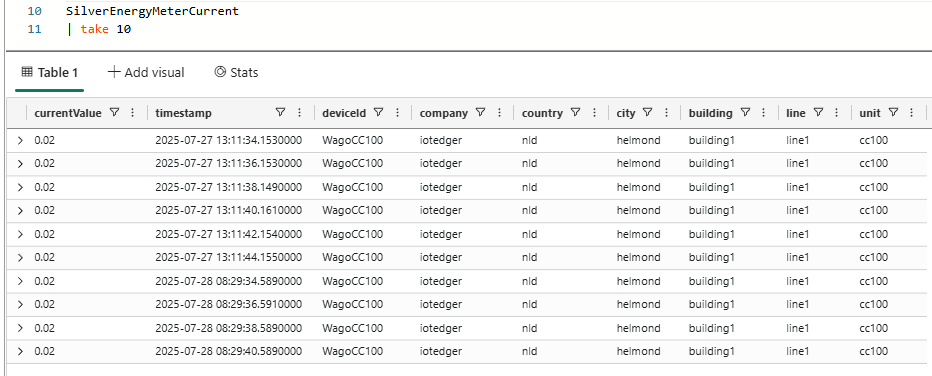 10 SilverEnergyMeterCurrent
11 | take 10
Table 1 Add visual Stats
currentValue timestamp deviceId company country city building line unit
0.02 2025-07-27 13:11:34.1530000 WagoCC100 iotedger nld helmond building1 line1 cc100
0.02 2025-07-27 13:11:36.1530000 WagoCC100 iotedger nld helmond building1 line1 cc100
0.02 2025-07-27 13:11:38.1490000 WagoCC100 iotedger nld helmond building1 line1 cc100
0.02 2025-07-27 13:11:40.1610000 WagoCC100 iotedger nld helmond building1 line1 cc100
0.02 2025-07-27 13:11:42.1540000 WagoCC100 iotedger nld helmond building1 line1 cc100
0.02 2025-07-27 13:11:44.1550000 WagoCC100 iotedger nld helmond building1 line1 cc100
0.02 2025-07-28 08:29:34.5890000 WagoCC100 iotedger nld helmond building1 line1 cc100
0.02 2025-07-28 08:29:36.5910000 WagoCC100 iotedger nld helmond building1 line1 cc100
0.02 2025-07-28 08:29:38.5890000 WagoCC100 iotedger nld helmond building1 line1 cc100
0.02 2025-07-28 08:29:40.5890000 WagoCC100 iotedger nld helmond building1 line1 cc100